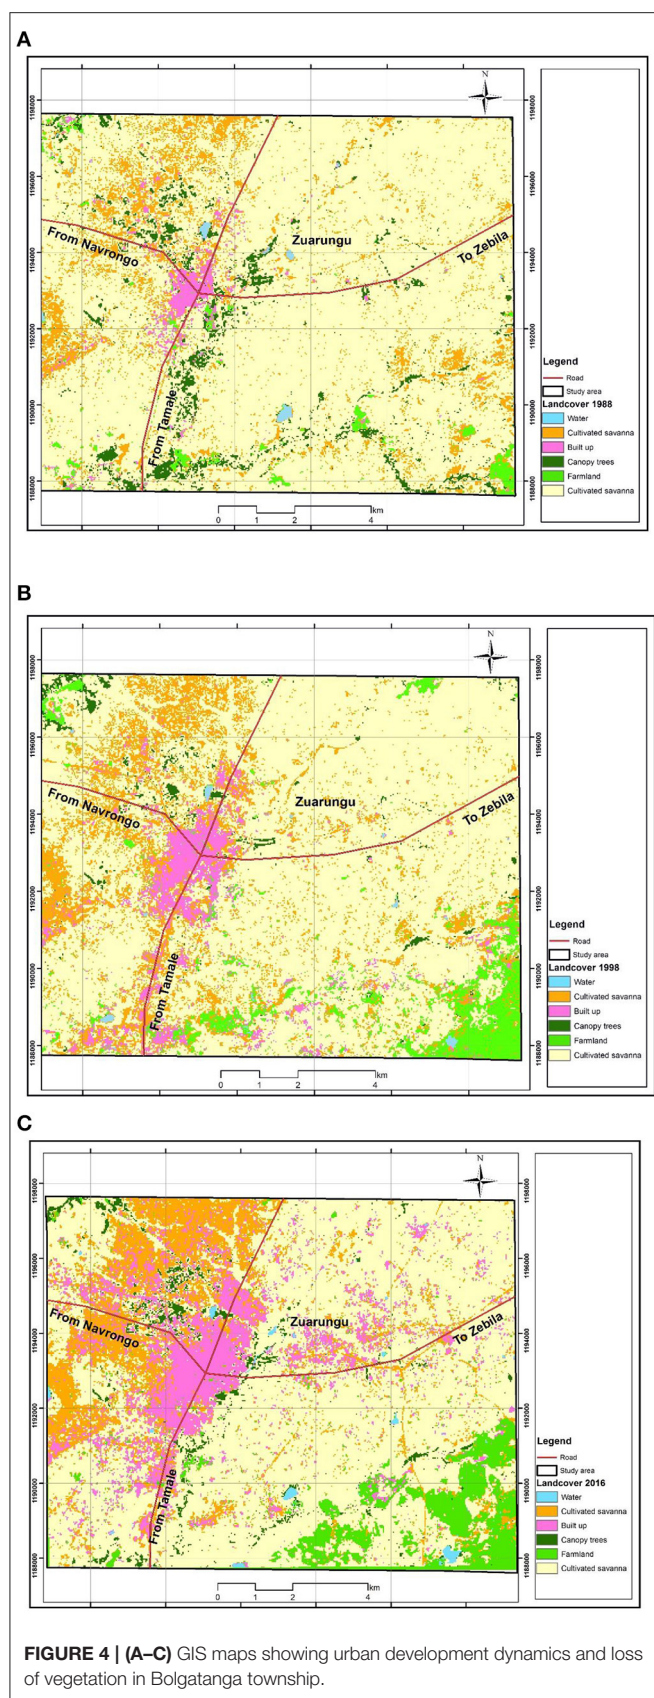 A
N
1198000
1196000
1194000
1192000
1190000
1188000
From Navrongo
Zuarungu
To Zebila
From Tamale
Legend
Road
Study area
Landcover 1988
Water
Cultivated savanna
Built up
Canopy trees
Farmland
Cultivated savanna
km
0 1 2 4
B
N
1198000
1196000
1194000
1192000
1190000
1188000
From Navrongo
Zuarungu
To Zebila
From Tamale
Legend
Road
Study area
Landcover 1998
Water
Cultivated savanna
Built up
Canopy trees
Farmland
Cultivated savanna
km
0 1 2 4
C
N
1198000
1196000
1194000
1192000
1190000
1188000
From Navrongo
Zuarungu
To Zebila
From Tamale
Legend
Road
Study area
Landcover 2016
Water
Cultivated savanna
Built up
Canopy trees
Farmland
Cultivated savanna
km
0 1 2 4
FIGURE 4 | (A–C) GIS maps showing urban development dynamics and loss
of vegetation in Bolgatanga township.